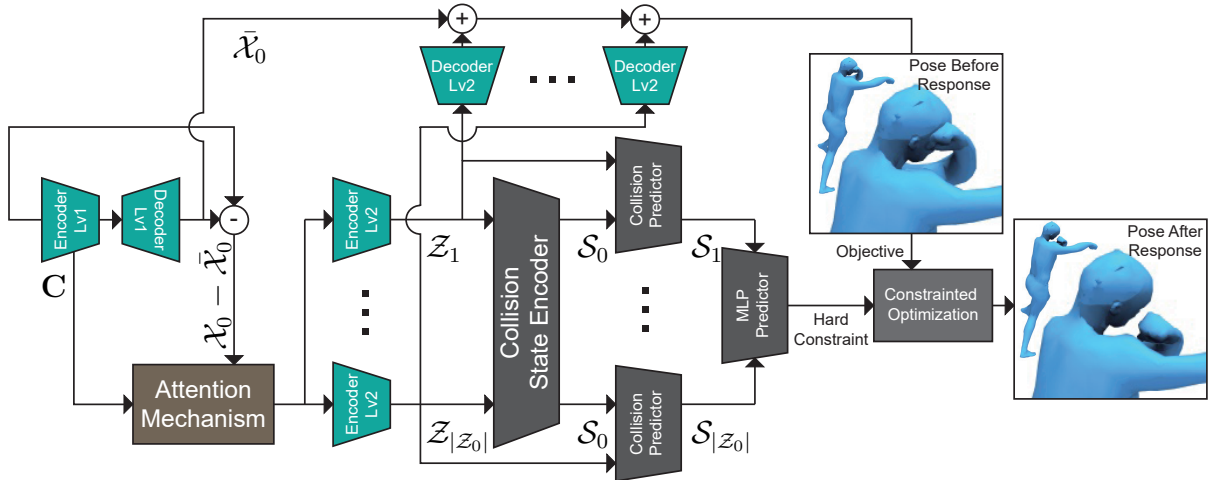 +
+
𝒳̄₀
Decoder
Lv2
Decoder
Lv2
Pose Before
Response
Encoder
Lv1
Decoder
Lv1
-
Encoder
Lv2
Collision
Predictor
C
𝒳₀ − 𝒳̄₀
𝒵₁
Collision
State Encoder
𝒮₀
𝒮₁
MLP
Predictor
Objective
Constrainted
Optimization
Hard
Constraint
Pose After
Response
Attention
Mechanism
Encoder
Lv2
𝒵|𝒵₀|
𝒮₀
Collision
Predictor
𝒮|𝒵₀|